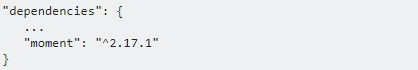 "dependencies": {
   ...
   "moment": "^2.17.1"
}